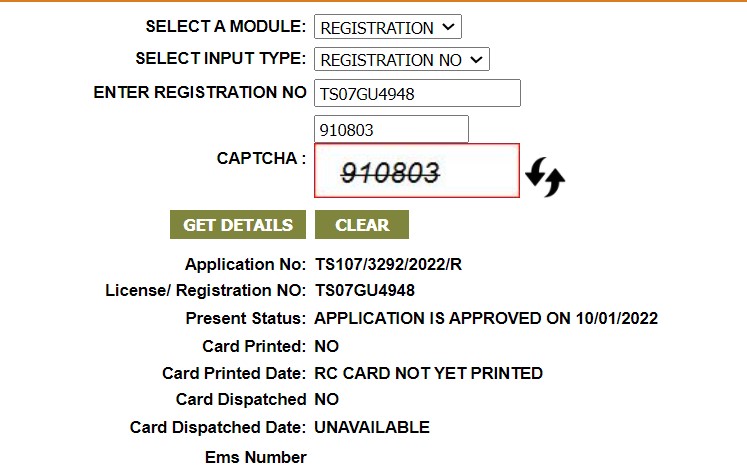 SELECT A MODULE: REGISTRATION
SELECT INPUT TYPE: REGISTRATION NO
ENTER REGISTRATION NO TS07GU4948
910803
CAPTCHA : 910803
GET DETAILS CLEAR
Application No: TS107/3292/2022/R
License/ Registration NO: TS07GU4948
Present Status: APPLICATION IS APPROVED ON 10/01/2022
Card Printed: NO
Card Printed Date: RC CARD NOT YET PRINTED
Card Dispatched NO
Card Dispatched Date: UNAVAILABLE
Ems Number